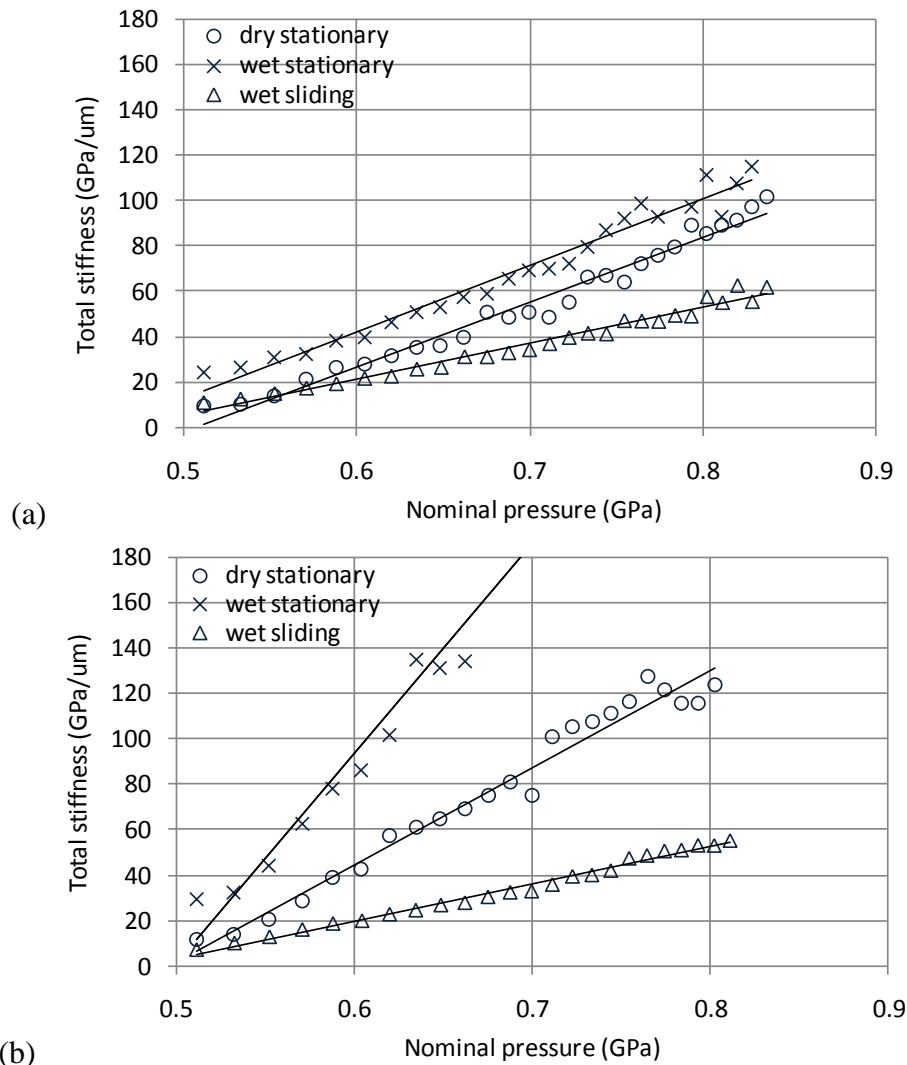 180
160
140
120
100
80
60
40
20
0
Total stiffness (GPa/um)
dry stationary
wet stationary
wet sliding
0.5 0.6 0.7 0.8 0.9
Nominal pressure (GPa)
(a)
180
160
140
120
100
80
60
40
20
0
Total stiffness (GPa/um)
dry stationary
wet stationary
wet sliding
0.5 0.6 0.7 0.8 0.9
Nominal pressure (GPa)
(b)